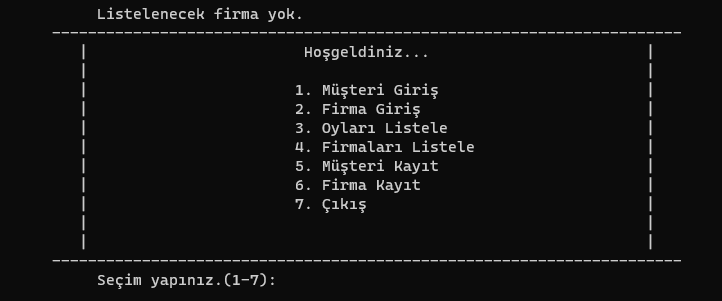 Listelenecek firma yok.
Hoşgeldiniz...
1. Müşteri Giriş
2. Firma Giriş
3. Oyları Listele
4. Firmaları Listele
5. Müşteri Kayıt
6. Firma Kayıt
7. Çıkış
Seçim yapınız.(1-7):